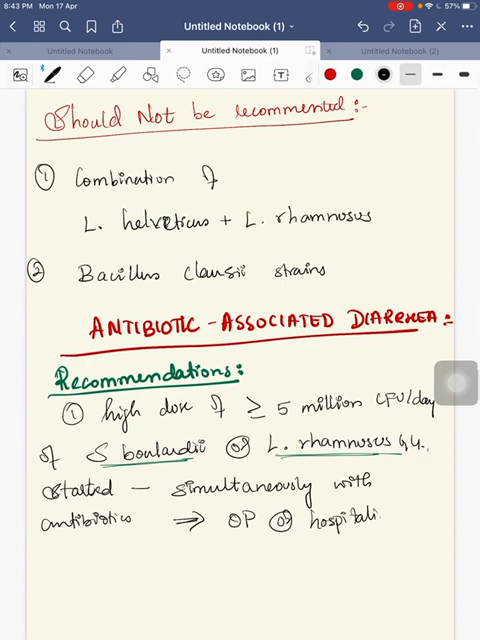 8:43 PM Mon 17 Apr
57%
Untitled Notebook (1)
Untitled Notebook
Untitled Notebook (1)
Untitled Notebook (2)
Should Not be recommented:-
① Combination of
L. helveticus + L. rhamnosus
② Bacillus clausii strains
ANTIBIOTIC-ASSOCIATED DIARRHEA:-
Recommendations:
① high dose of ≥ 5 million CFU/day
of S boulardii or L. rhamnosus GG.
started — simultaneously with
antibiotics ⇒ OP or hospitali